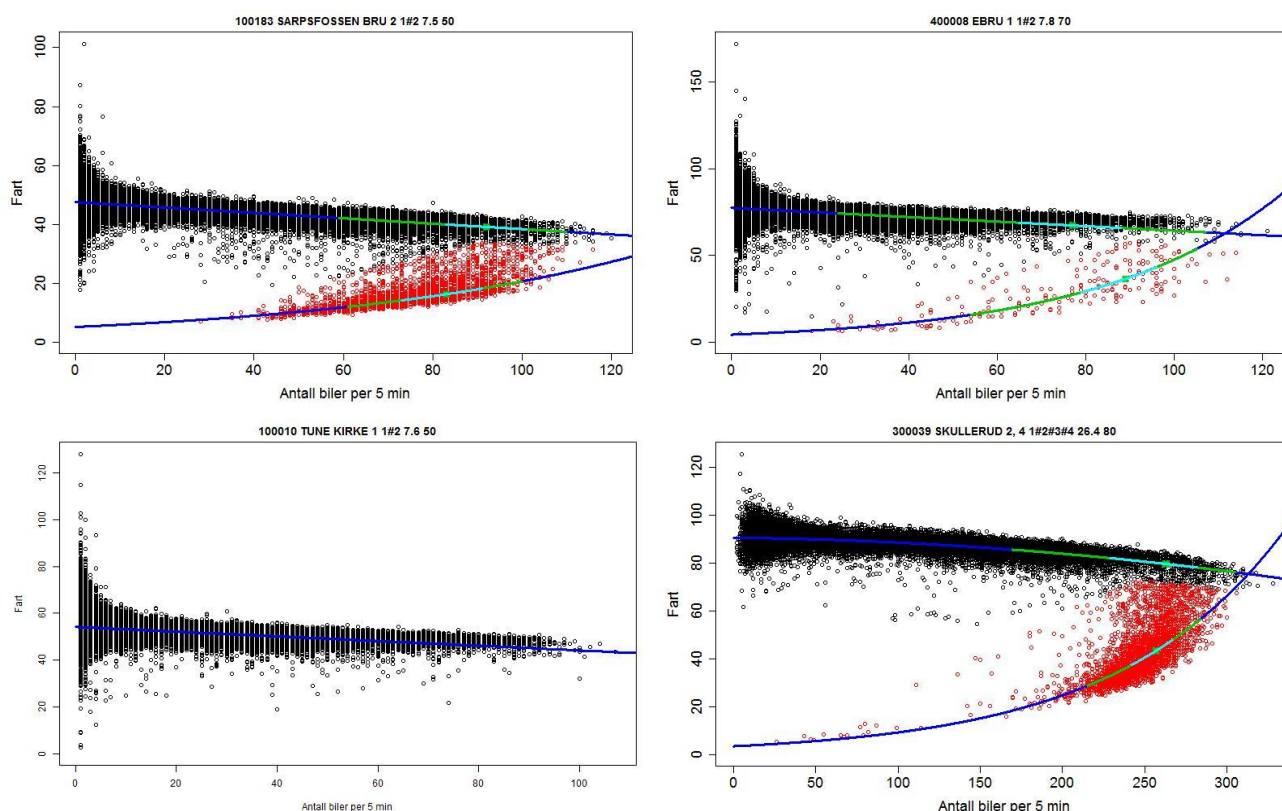 100183 SARPSFOSSEN BRU 2 1#2 7.5 50
Fart
100
80
60
40
20
0
0 20 40 60 80 100 120
Antall biler per 5 min
400008 EBRU 1 1#2 7.8 70
Fart
150
100
50
0
0 20 40 60 80 100 120
Antall biler per 5 min
100010 TUNE KIRKE 1 1#2 7.6 50
Fart
120
100
80
60
40
20
0
0 20 40 60 80 100
Antall biler per 5 min
300039 SKULLERUD 2, 4 1#2#3#4 26.4 80
Fart
120
100
80
60
40
20
0
0 50 100 150 200 250 300
Antall biler per 5 min